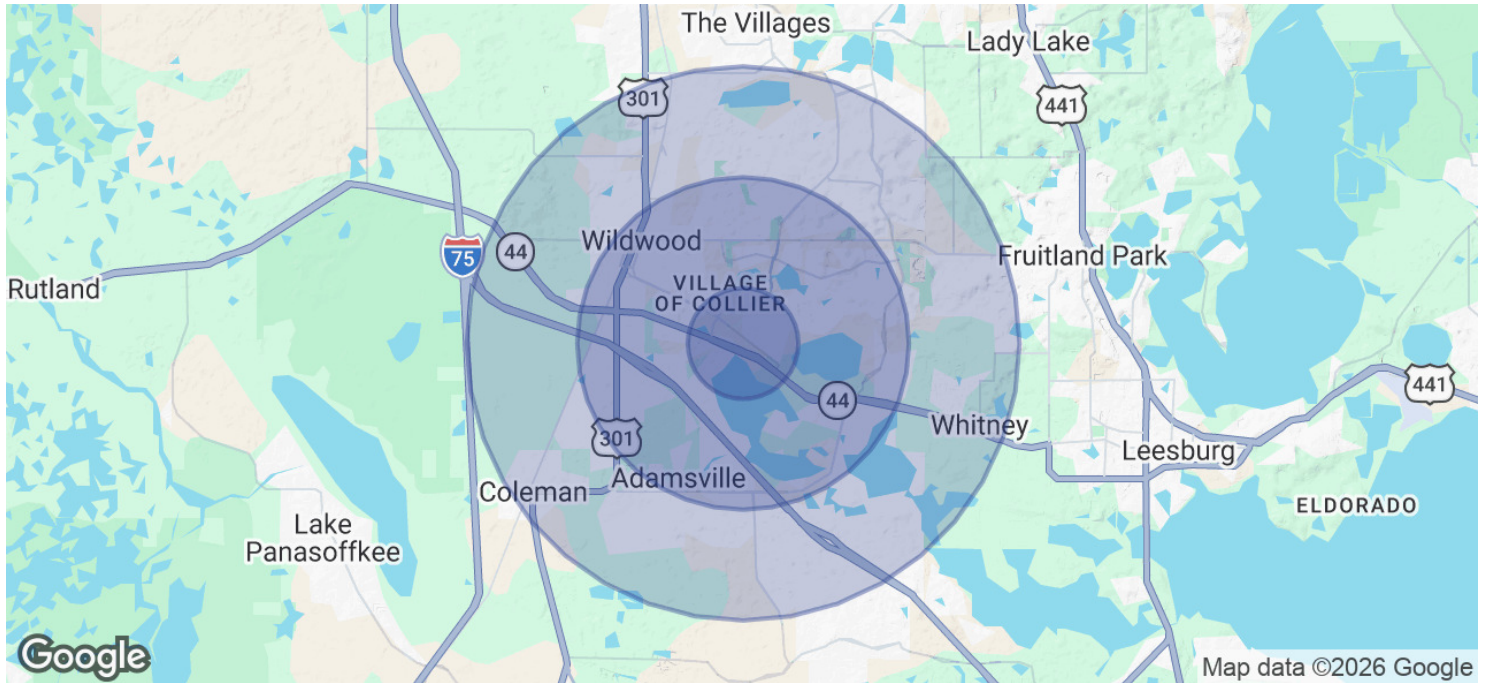 The Villages
Lady Lake
301
441
Wildwood
44
75
Fruitland Park
Rutland
VILLAGE
OF COLLIER
441
44
Whitney
301
Leesburg
Adamsville
Coleman
ELDORADO
Lake
Panasoffkee
Google
Map data ©2026 Google